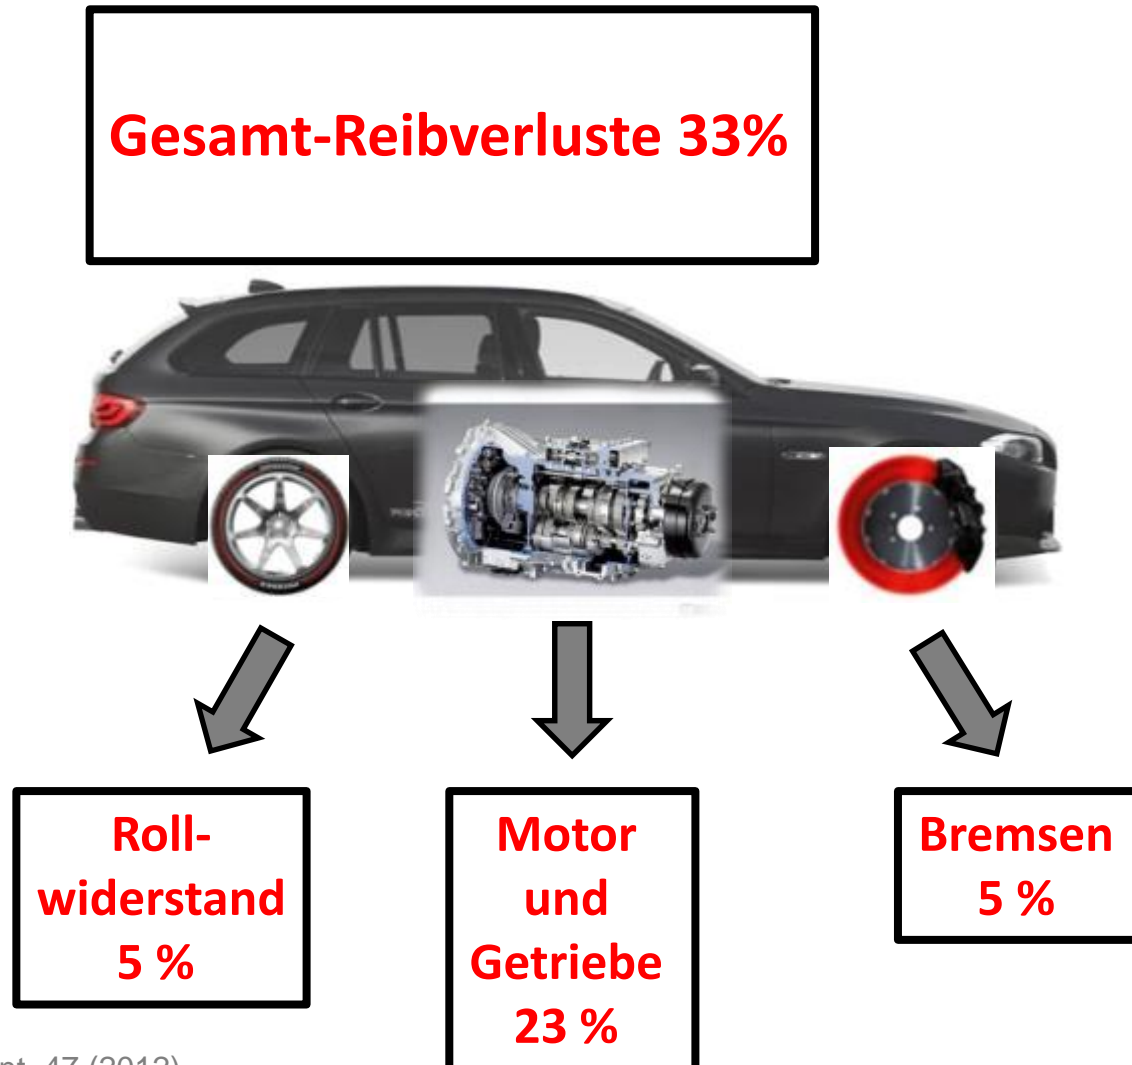 Gesamt-Reibverluste 33%
Roll-
widerstand
5 %
Motor
und
Getriebe
23 %
Bremsen
5 %